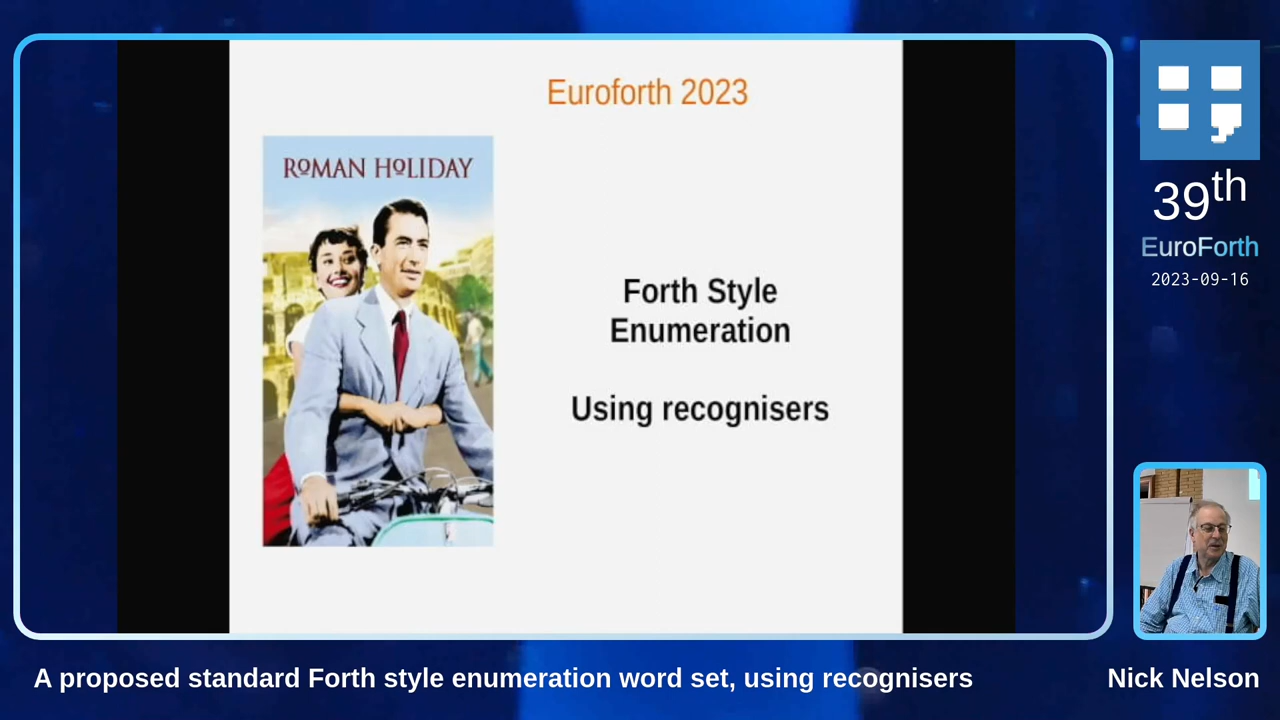 Euroforth 2023
ROMAN HOLIDAY
Forth Style
Enumeration
Using recognisers
39th
EuroForth
2023-09-16
A proposed standard Forth style enumeration word set, using recognisers
Nick Nelson